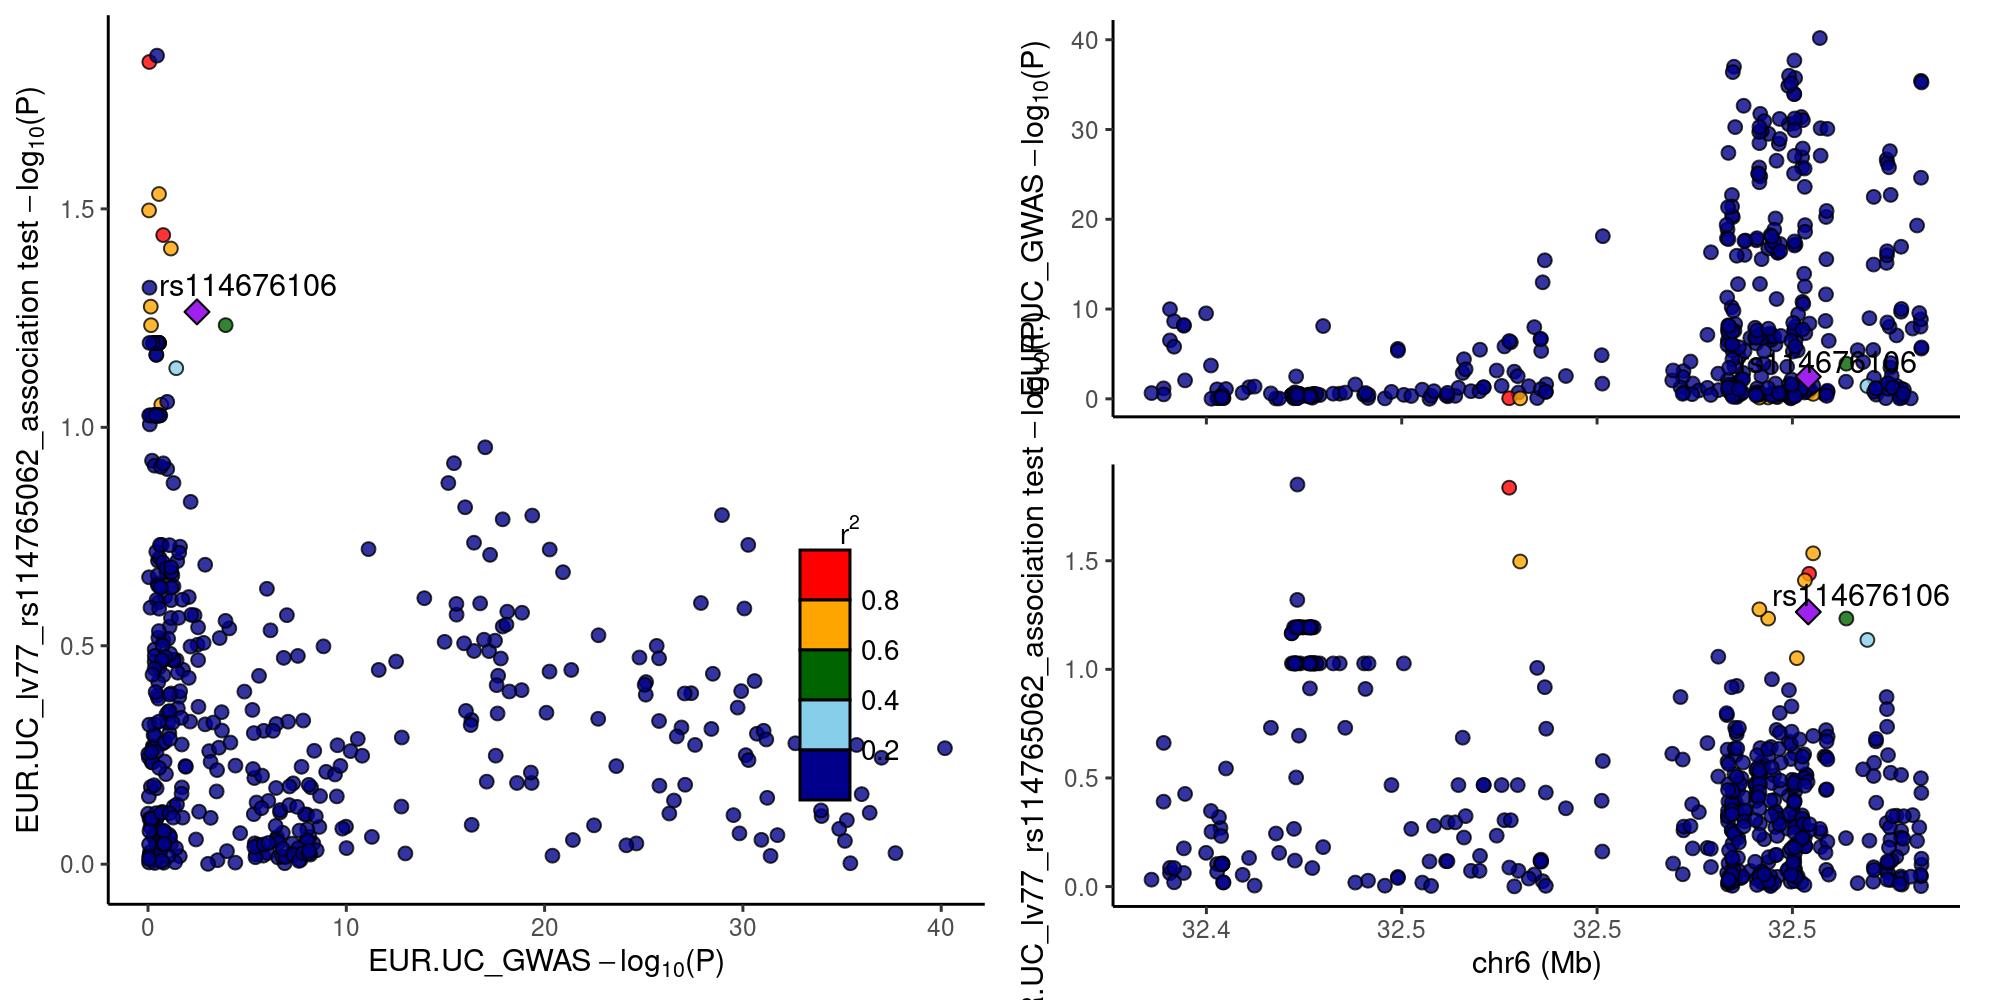 EUR.UC_lv77_rs114765062_association test −log10(P)
1.5
1.0
0.5
0.0
rs114676106
r2
0.8
0.6
0.4
0.2
0
10
20
30
40
EUR.UC_GWAS −log10(P)
EUR.UC_GWAS −log10(P)
40
30
20
10
0
rs114676106
R.UC_lv77_rs114765062_association test −log10(P)
1.5
1.0
0.5
0.0
rs114676106
32.4
32.5
32.5
32.5
chr6 (Mb)